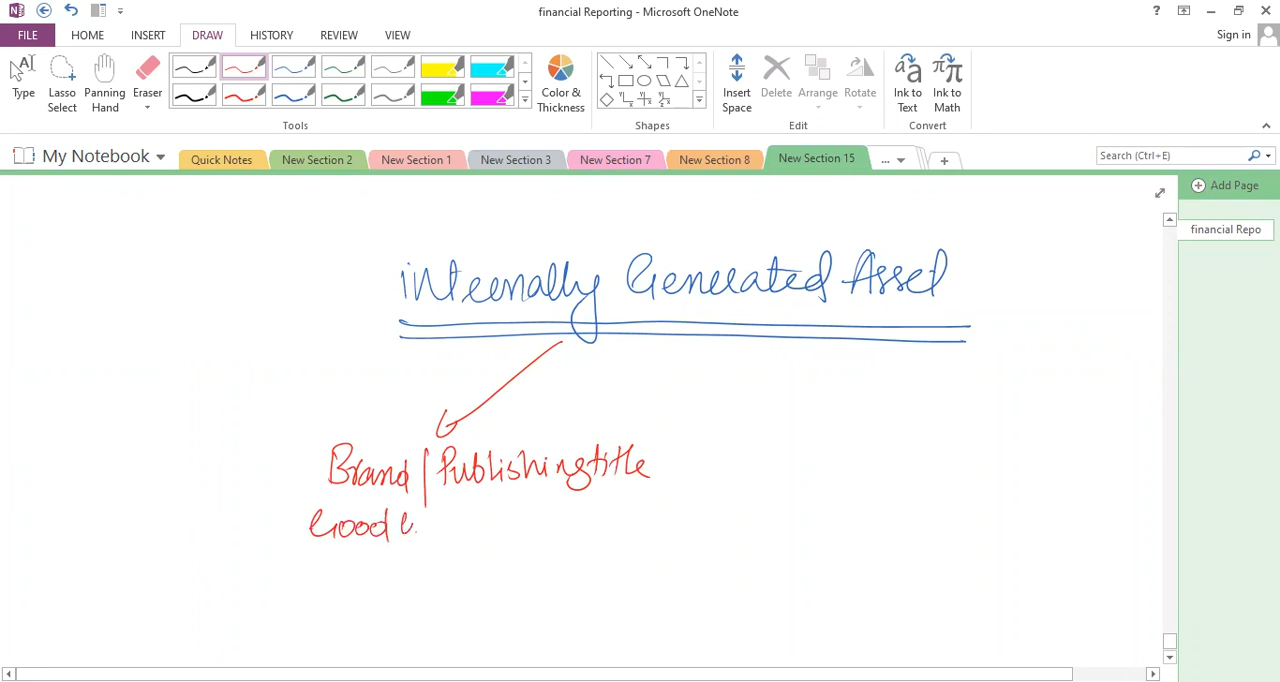 financial Reporting - Microsoft OneNote
?
FILE HOME INSERT DRAW HISTORY REVIEW VIEW Sign in
Type Lasso Select Panning Hand Eraser Color & Thickness Insert Space Delete Arrange Rotate Ink to Text Ink to Math
Tools Shapes Edit Convert
My Notebook Quick Notes New Section 2 New Section 1 New Section 3 New Section 7 New Section 8 New Section 15 ... + Search (Ctrl+E)
Add Page
financial Repo
internally Generated Asset
Brand | Publishing title
Good